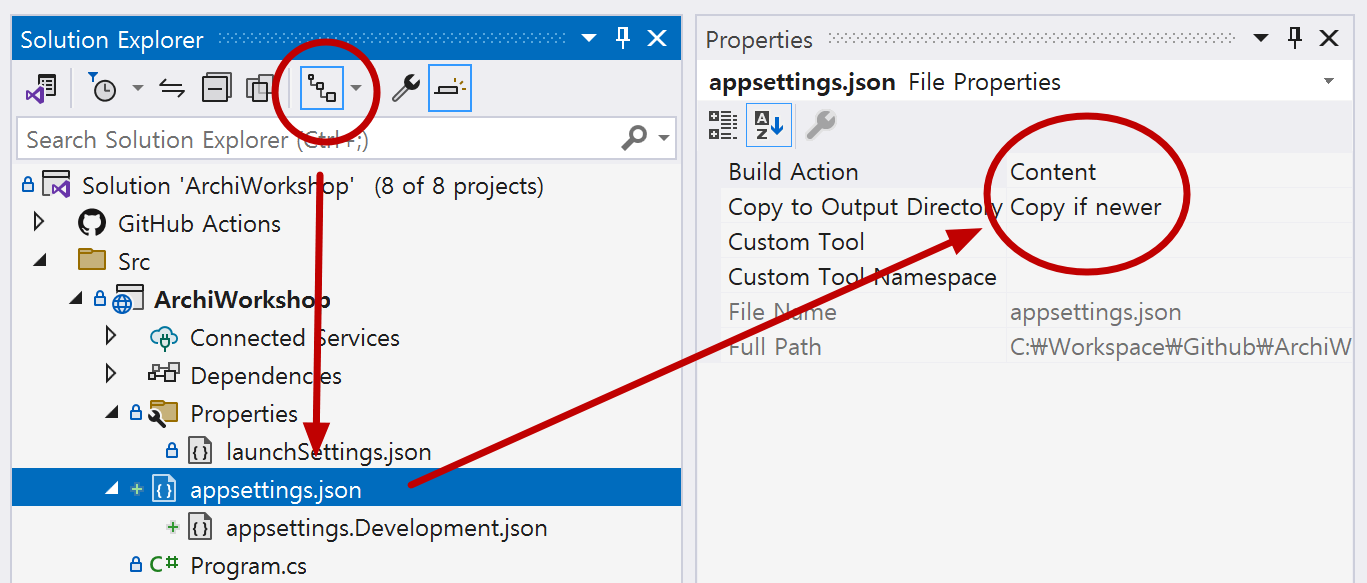 Solution Explorer
Search Solution Explorer (Ctrl+;)
Solution 'ArchiWorkshop' (8 of 8 projects)
GitHub Actions
Src
ArchiWorkshop
Connected Services
Dependencies
Properties
launchSettings.json
appsettings.json
appsettings.Development.json
C# Program.cs
Properties
appsettings.json File Properties
A Z
Build Action Content
Copy to Output Directory Copy if newer
Custom Tool
Custom Tool Namespace
File Name appsettings.json
Full Path C:₩Workspace₩Github₩ArchiW